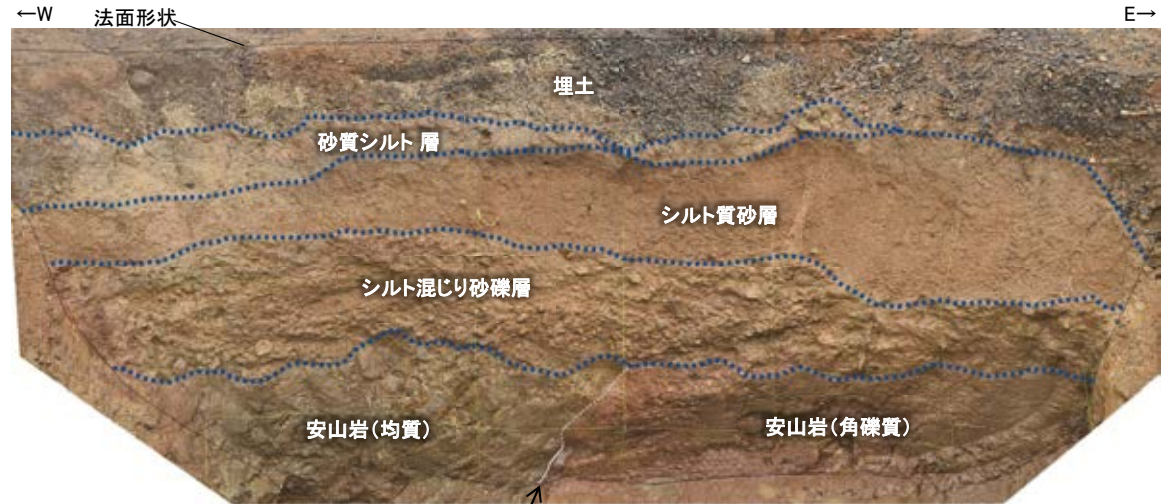 ←W
法面形状
E→
埋土
砂質シルト 層
シルト質砂層
シルト混じり砂礫層
安山岩(均質)
安山岩(角礫質)